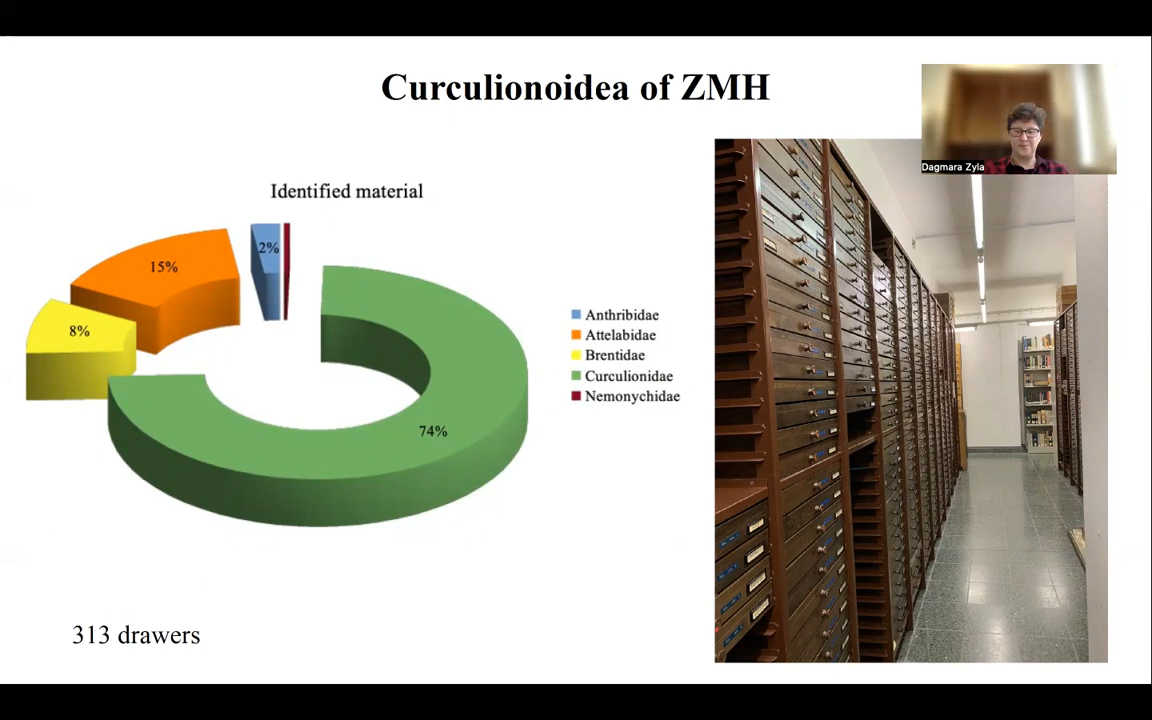 Curculionoidea of ZMH
Dagmara Zyla
Identified material
2%
15%
8%
74%
Anthribidae
Attelabidae
Brentidae
Curculionidae
Nemonychidae
313 drawers